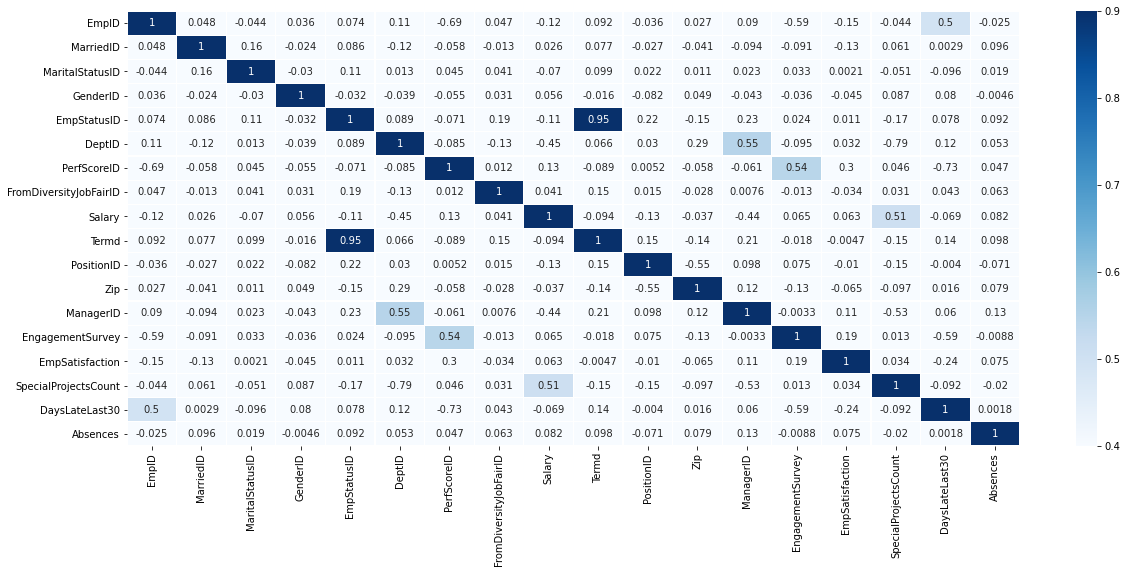 EmpID 1 0.048 -0.044 0.036 0.074 0.11 -0.69 0.047 -0.12 0.092 -0.036 0.027 0.09 -0.59 -0.15 -0.044 0.5 -0.025
MarriedID 0.048 1 0.16 -0.024 0.086 -0.12 -0.058 -0.013 0.026 0.077 -0.027 -0.041 -0.094 -0.091 -0.13 0.061 0.0029 0.096
MaritalStatusID -0.044 0.16 1 -0.03 0.11 0.013 0.045 0.041 -0.07 0.099 0.022 0.011 0.023 0.033 0.0021 -0.051 -0.096 0.019
GenderID 0.036 -0.024 -0.03 1 -0.032 -0.039 -0.055 0.031 0.056 -0.016 -0.082 0.049 -0.043 -0.036 -0.045 0.087 0.08 -0.0046
EmpStatusID 0.074 0.086 0.11 -0.032 1 0.089 -0.071 0.19 -0.11 0.95 0.22 -0.15 0.23 0.024 0.011 -0.17 0.078 0.092
DeptID 0.11 -0.12 0.013 -0.039 0.089 1 -0.085 -0.13 -0.45 0.066 0.03 0.29 0.55 -0.095 0.032 -0.79 0.12 0.053
PerfScoreID -0.69 -0.058 0.045 -0.055 -0.071 -0.085 1 0.012 0.13 -0.089 0.0052 -0.058 -0.061 0.54 0.3 0.046 -0.73 0.047
FromDiversityJobFairID 0.047 -0.013 0.041 0.031 0.19 -0.13 0.012 1 0.041 0.15 0.015 -0.028 0.0076 -0.013 -0.034 0.031 0.043 0.063
Salary -0.12 0.026 -0.07 0.056 -0.11 -0.45 0.13 0.041 1 -0.094 -0.13 -0.037 -0.44 0.065 0.063 0.51 -0.069 0.082
Termd 0.092 0.077 0.099 -0.016 0.95 0.066 -0.089 0.15 -0.094 1 0.15 -0.14 0.21 -0.018 -0.0047 -0.15 0.14 0.098
PositionID -0.036 -0.027 0.022 -0.082 0.22 0.03 0.0052 0.015 -0.13 0.15 1 -0.55 0.098 0.075 -0.01 -0.15 -0.004 -0.071
Zip 0.027 -0.041 0.011 0.049 -0.15 0.29 -0.058 -0.028 -0.037 -0.14 -0.55 1 0.12 -0.13 -0.065 -0.097 0.016 0.079
ManagerID 0.09 -0.094 0.023 -0.043 0.23 0.55 -0.061 0.0076 -0.44 0.21 0.098 0.12 1 -0.0033 0.11 -0.53 0.06 0.13
EngagementSurvey -0.59 -0.091 0.033 -0.036 0.024 -0.095 0.54 -0.013 0.065 -0.018 0.075 -0.13 -0.0033 1 0.19 0.013 -0.59 -0.0088
EmpSatisfaction -0.15 -0.13 0.0021 -0.045 0.011 0.032 0.3 -0.034 0.063 -0.0047 -0.01 -0.065 0.11 0.19 1 0.034 -0.24 0.075
SpecialProjectsCount -0.044 0.061 -0.051 0.087 -0.17 -0.79 0.046 0.031 0.51 -0.15 -0.15 -0.097 -0.53 0.013 0.034 1 -0.092 -0.02
DaysLateLast30 0.5 0.0029 -0.096 0.08 0.078 0.12 -0.73 0.043 -0.069 0.14 -0.004 0.016 0.06 -0.59 -0.24 -0.092 1 0.0018
Absences -0.025 0.096 0.019 -0.0046 0.092 0.053 0.047 0.063 0.082 0.098 -0.071 0.079 0.13 -0.0088 0.075 -0.02 0.0018 1
EmpID
MarriedID
MaritalStatusID
GenderID
EmpStatusID
DeptID
PerfScoreID
FromDiversityJobFairID
Salary
Termd
PositionID
Zip
ManagerID
EngagementSurvey
EmpSatisfaction
SpecialProjectsCount
DaysLateLast30
Absences
0.9
0.8
0.7
0.6
0.5
0.4